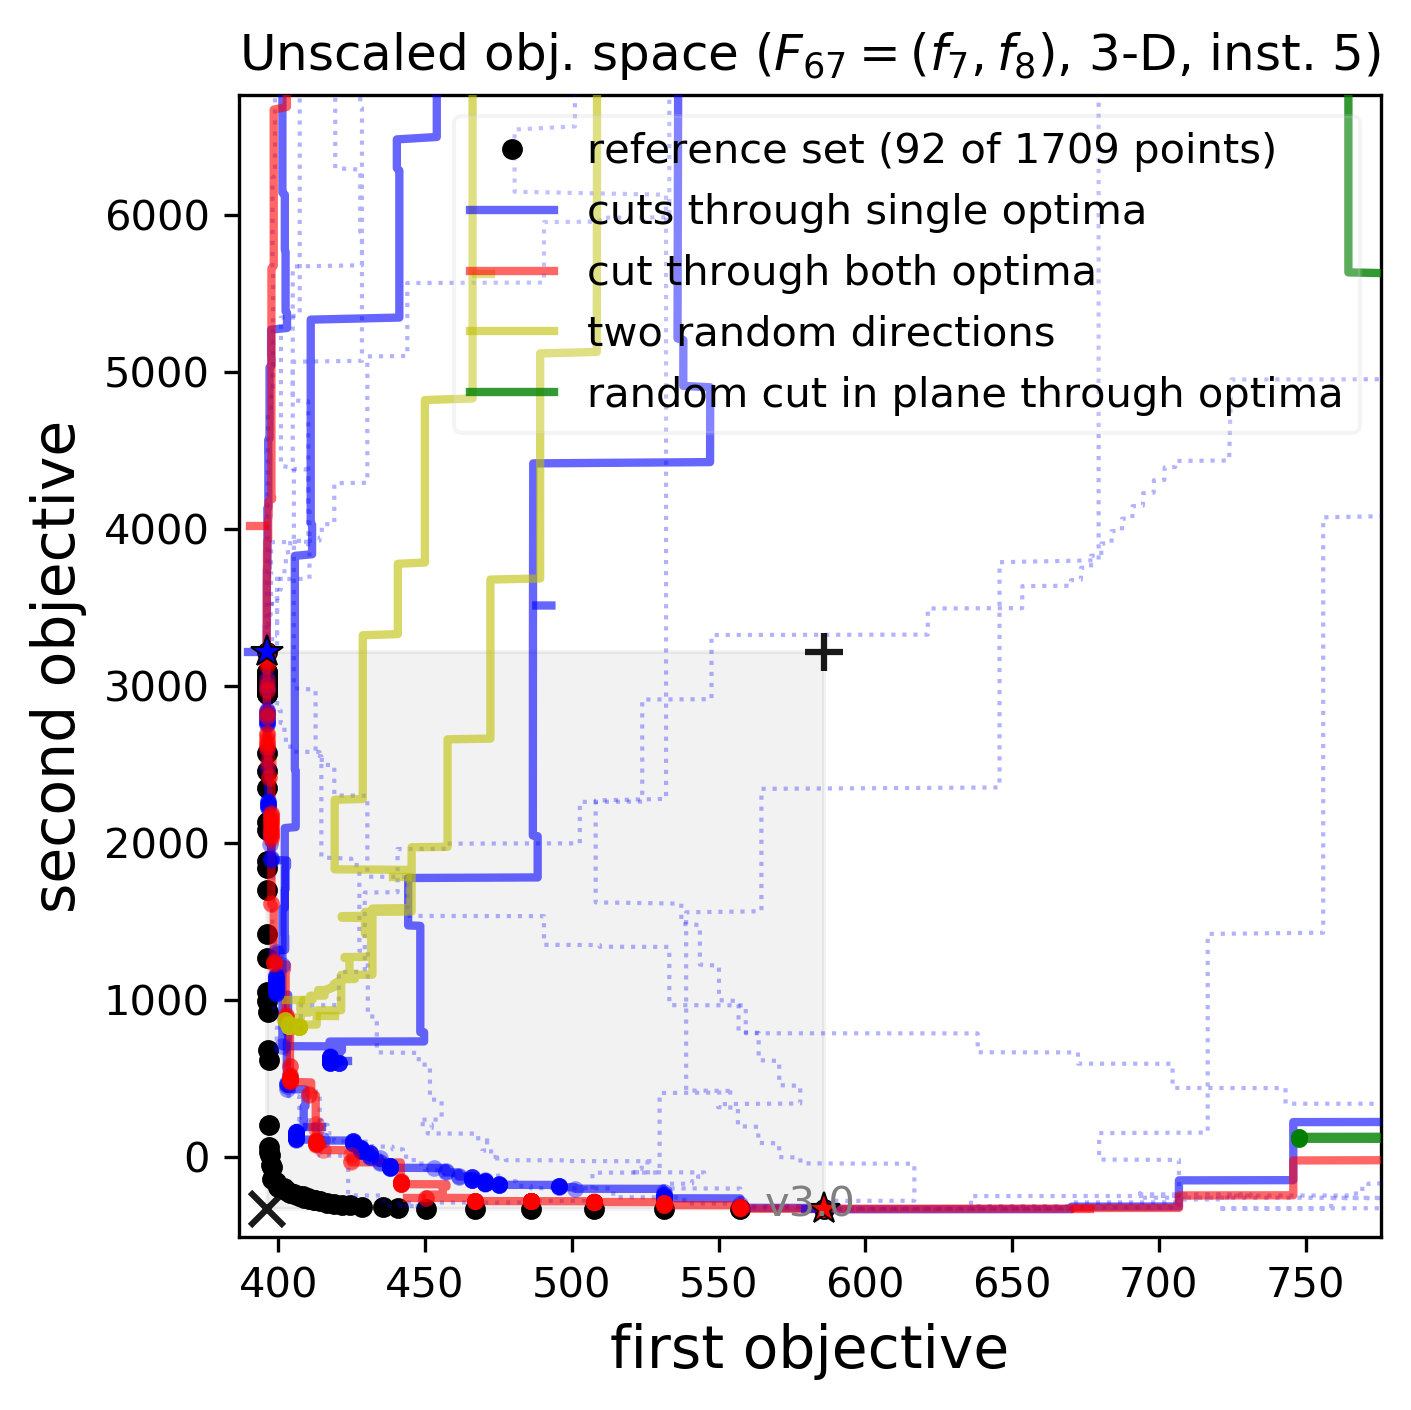 Unscaled obj. space (F₆₇ = (f₇, f₈), 3-D, inst. 5)
reference set (92 of 1709 points)
cuts through single optima
cut through both optima
two random directions
random cut in plane through optima
6000
5000
4000
3000
2000
1000
0
second objective
v3.0
400
450
500
550
600
650
700
750
first objective